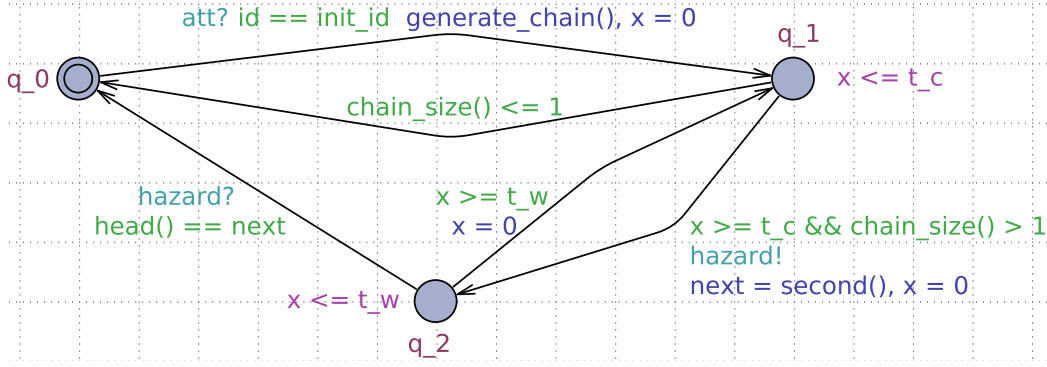 att? id == init_id generate_chain(), x = 0
q_1
q_0
x <= t_c
chain_size() <= 1
hazard?
head() == next
x >= t_w
x = 0
x >= t_c && chain_size() > 1
hazard!
next = second(), x = 0
x <= t_w
q_2